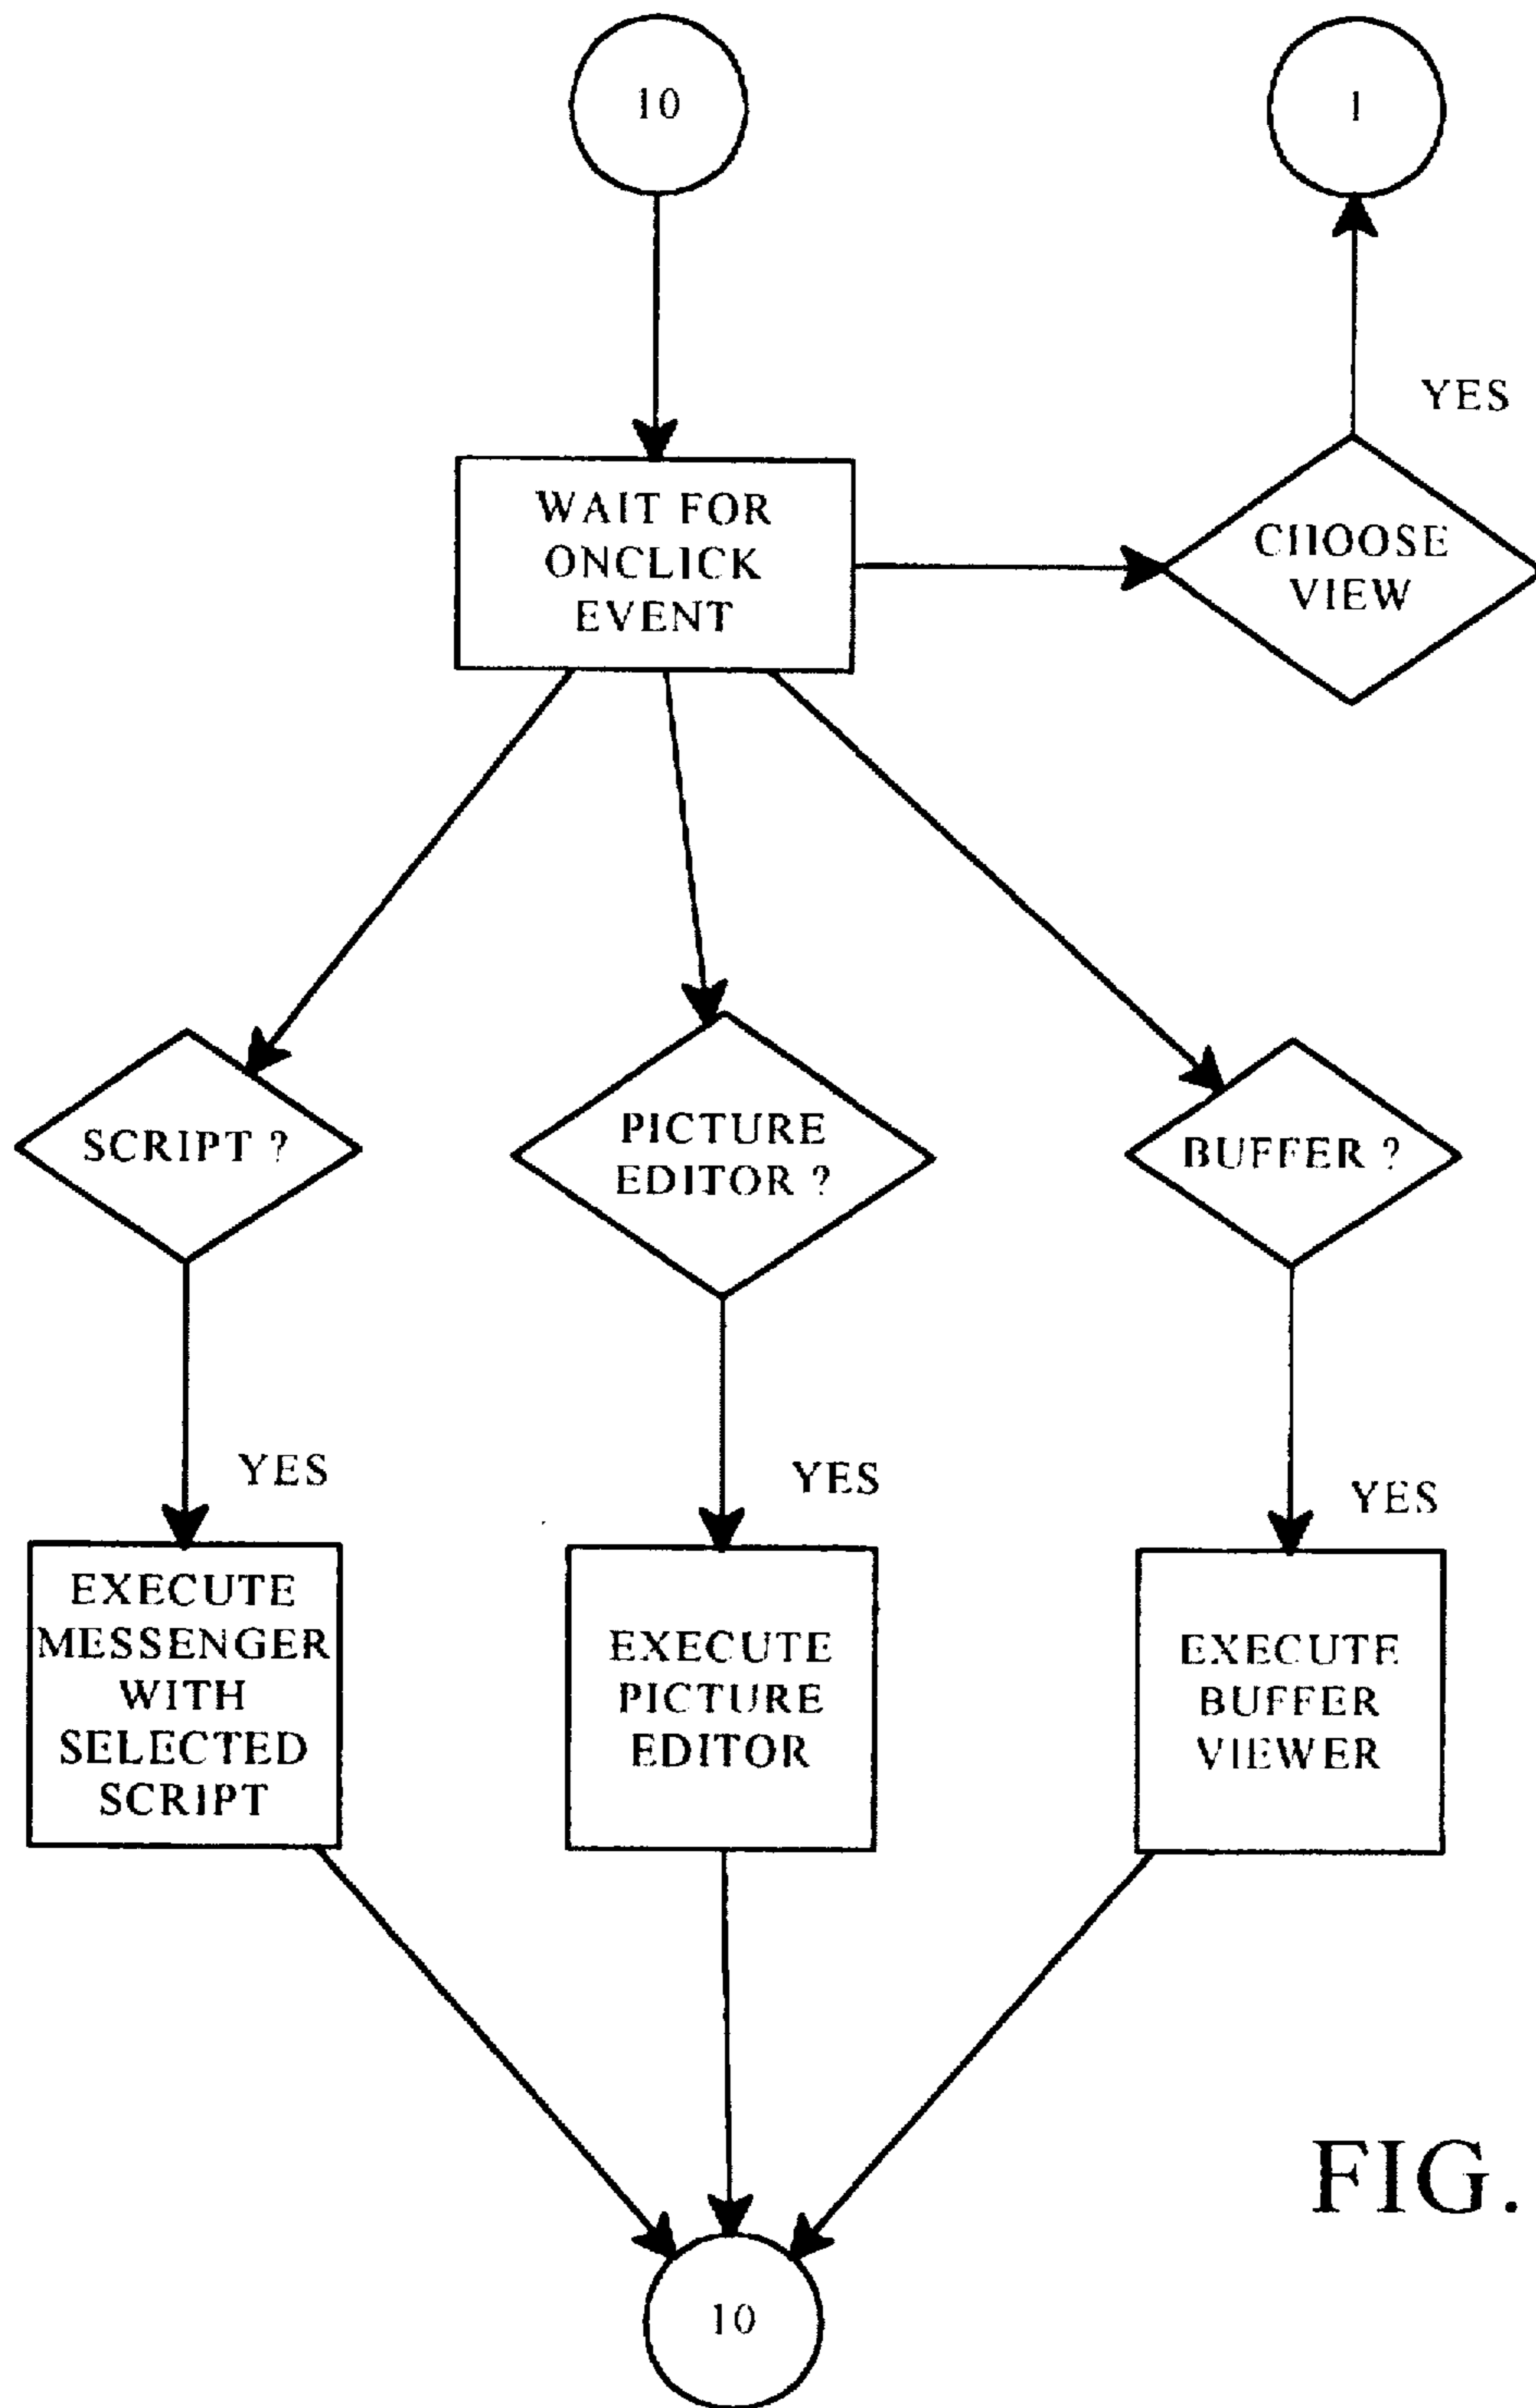 10
1
YES
WAIT FOR
ONCLICK
EVENT
CHOOSE
VIEW
SCRIPT ?
PICTURE
EDITOR ?
BUFFER ?
YES
YES
YES
EXECUTE
MESSENGER
WITH
SELECTED
SCRIPT
EXECUTE
PICTURE
EDITOR
EXECUTE
BUFFER
VIEWER
FIG.
10